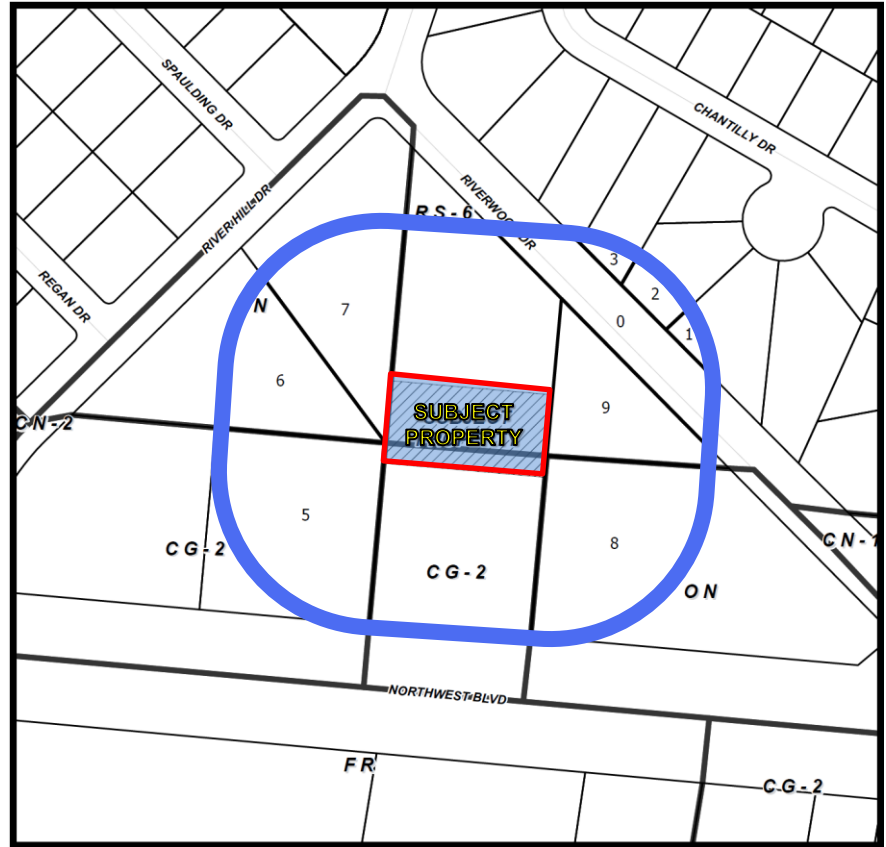 SPAULDING DR
CHANTILLY DR
RIVERHILL DR
RIVERWOOD DR
RS-6
REGAN DR
3
2
N
7
0
1
6
9
SUBJECT
PROPERTY
CN-2
5
8
CN-1
CG-2
CG-2
ON
NORTHWEST BLVD
FR
CG-2